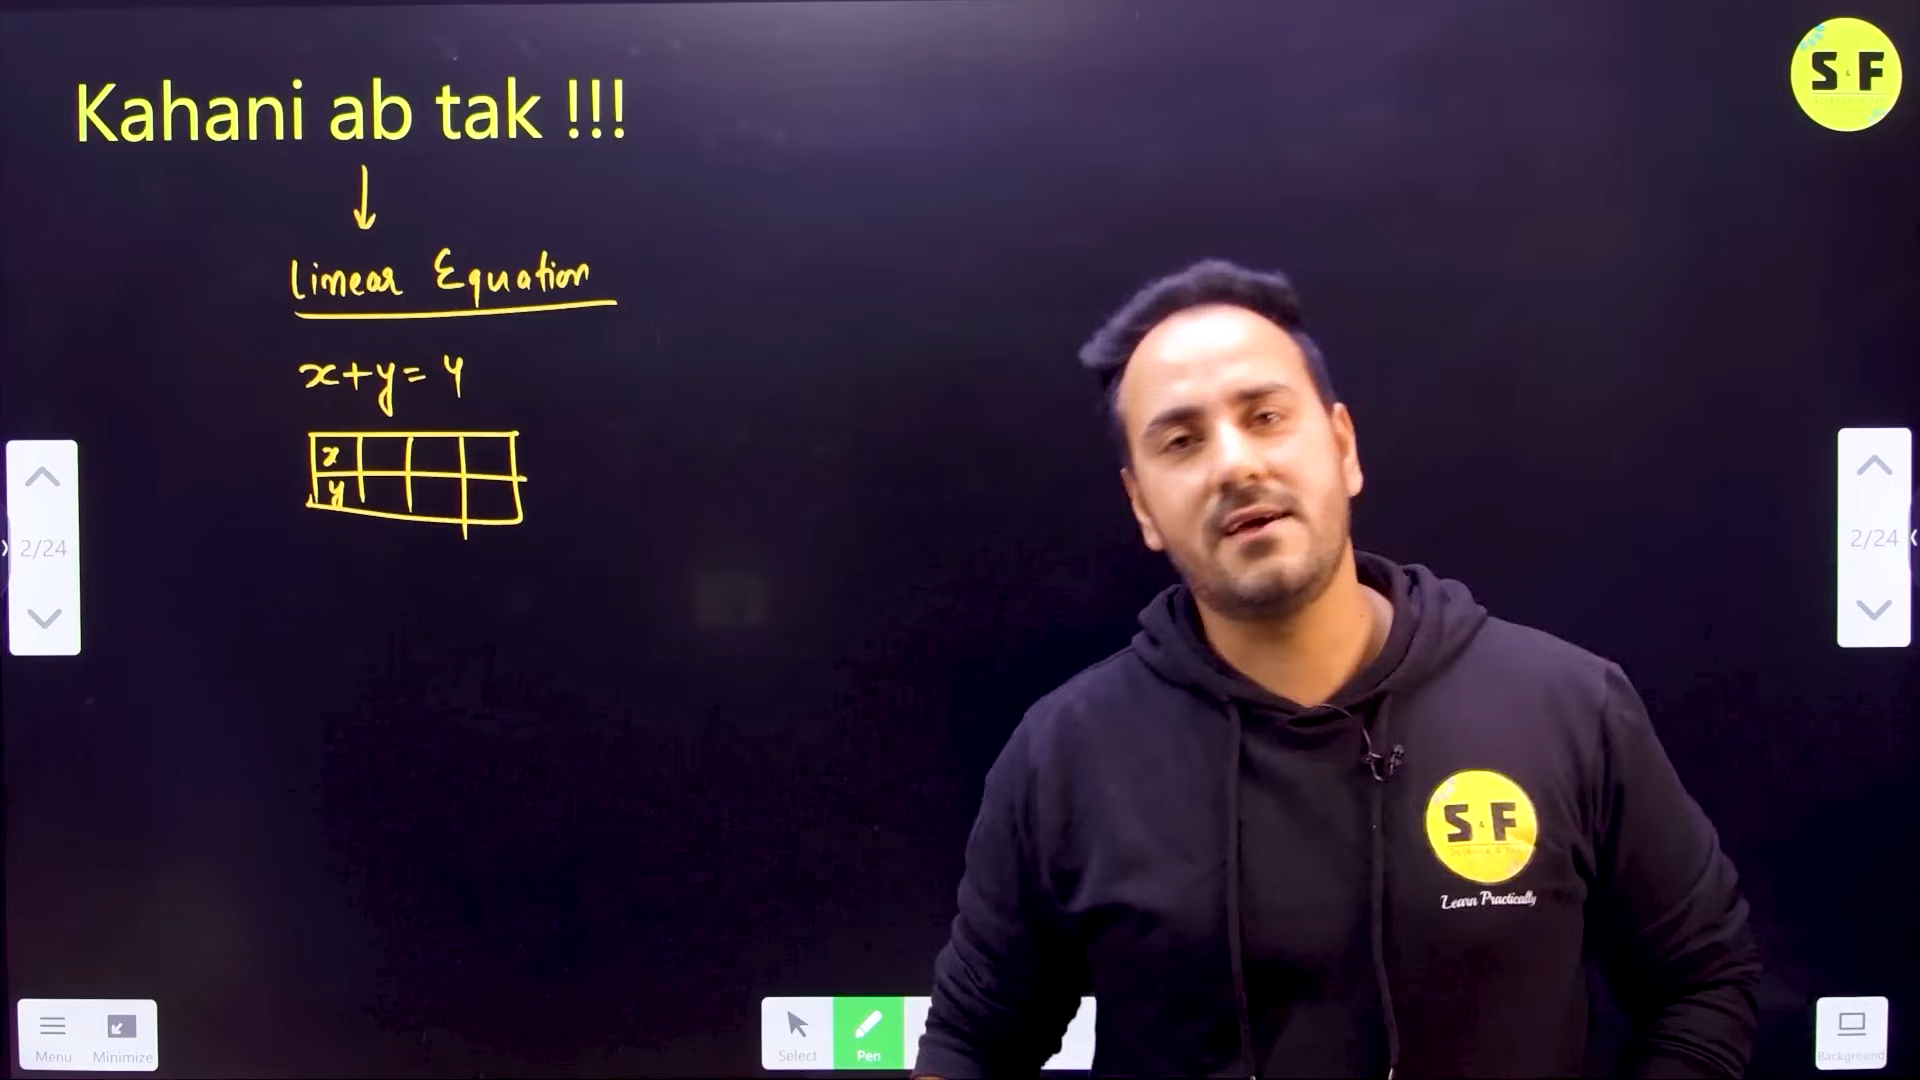 Kahani ab tak !!!
S&F
Linear Equation
x+y=4
x
y
2/24
2/24
S&F
Learn Practically
Menu
Minimize
Select
Pen
Background